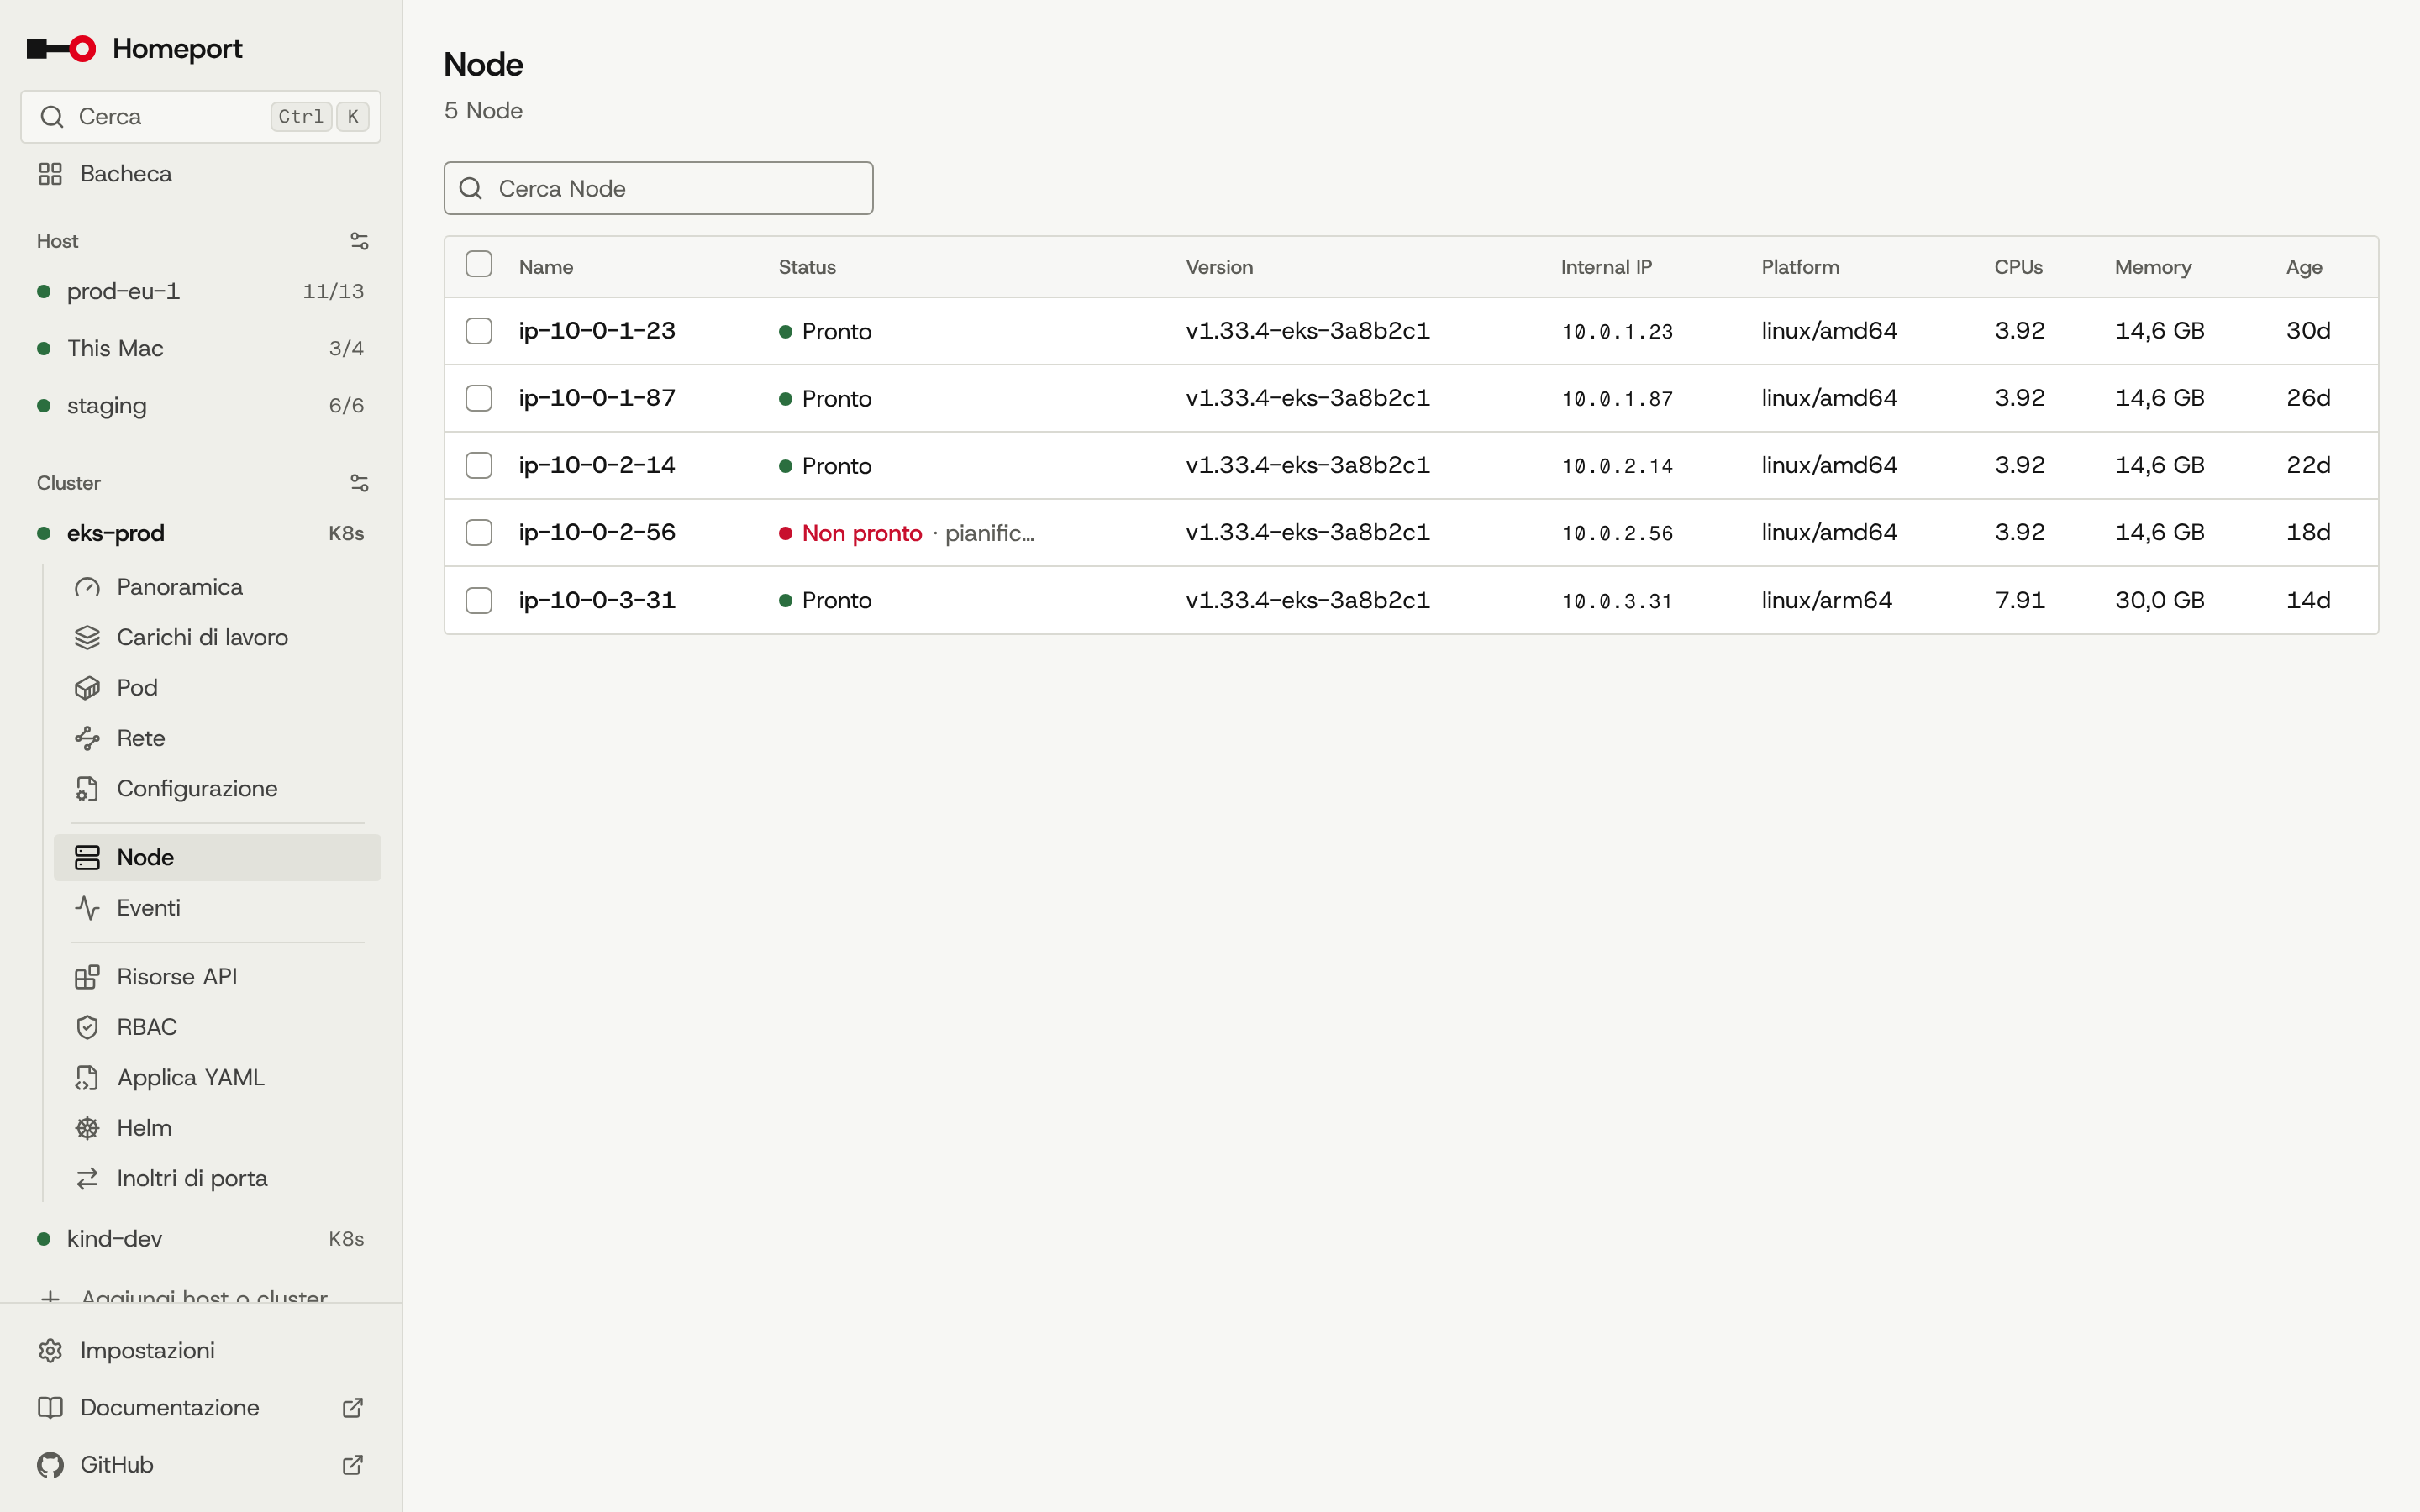 Homeport
Cerca Ctrl K
Bacheca
Host
prod-eu-1 11/13
This Mac 3/4
staging 6/6
Cluster
eks-prod K8s
Panoramica
Carichi di lavoro
Pod
Rete
Configurazione
Node
Eventi
Risorse API
RBAC
Applica YAML
Helm
Inoltri di porta
kind-dev K8s
Aggiungi host o cluster
Impostazioni
Documentazione
GitHub
Node
5 Node
Cerca Node
Name Status Version Internal IP Platform CPUs Memory Age
ip-10-0-1-23 Pronto v1.33.4-eks-3a8b2c1 10.0.1.23 linux/amd64 3.92 14,6 GB 30d
ip-10-0-1-87 Pronto v1.33.4-eks-3a8b2c1 10.0.1.87 linux/amd64 3.92 14,6 GB 26d
ip-10-0-2-14 Pronto v1.33.4-eks-3a8b2c1 10.0.2.14 linux/amd64 3.92 14,6 GB 22d
ip-10-0-2-56 Non pronto · pianific... v1.33.4-eks-3a8b2c1 10.0.2.56 linux/amd64 3.92 14,6 GB 18d
ip-10-0-3-31 Pronto v1.33.4-eks-3a8b2c1 10.0.3.31 linux/arm64 7.91 30,0 GB 14d